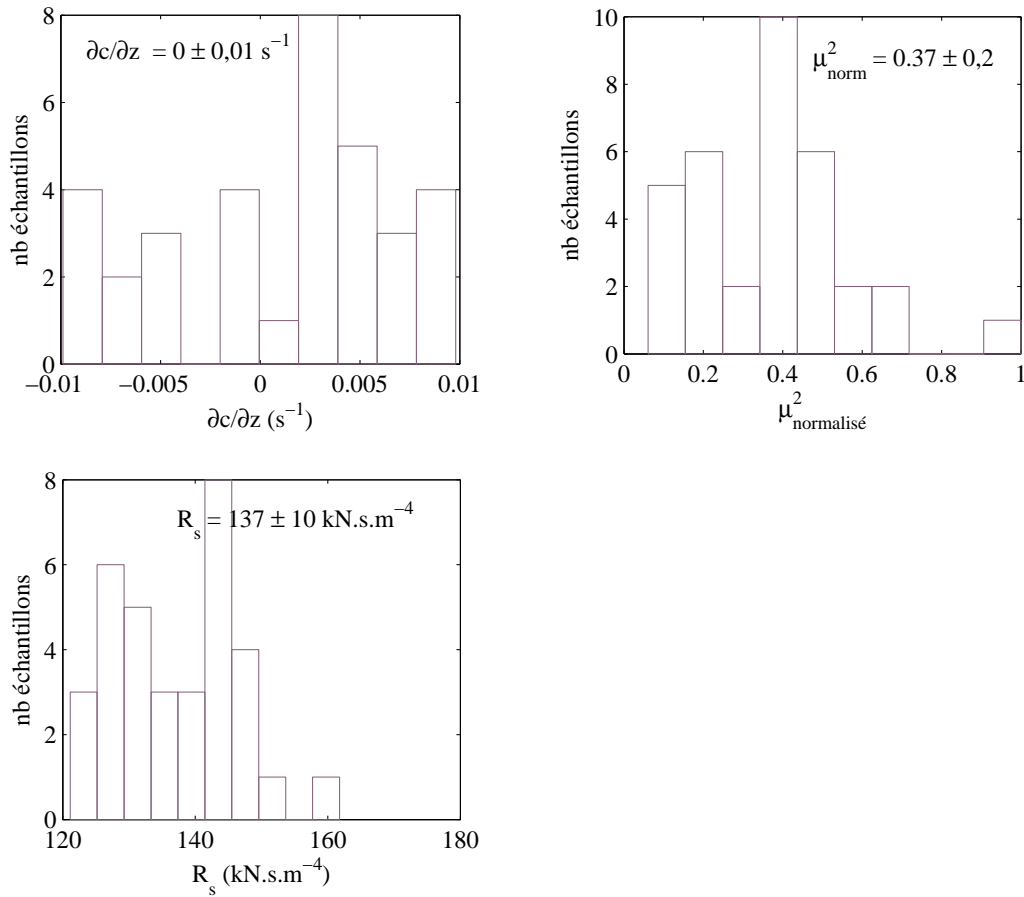 ∂c/∂z = 0 ± 0,01 s⁻¹
nb échantillons
8
6
4
2
0
−0.01 −0.005 0 0.005 0.01
∂c/∂z (s⁻¹)
μ²norm = 0.37 ± 0,2
nb échantillons
10
8
6
4
2
0
0 0.2 0.4 0.6 0.8 1
μ²normalisé
Rs = 137 ± 10 kN.s.m⁻⁴
nb échantillons
8
6
4
2
0
120 140 160 180
Rs (kN.s.m⁻⁴)